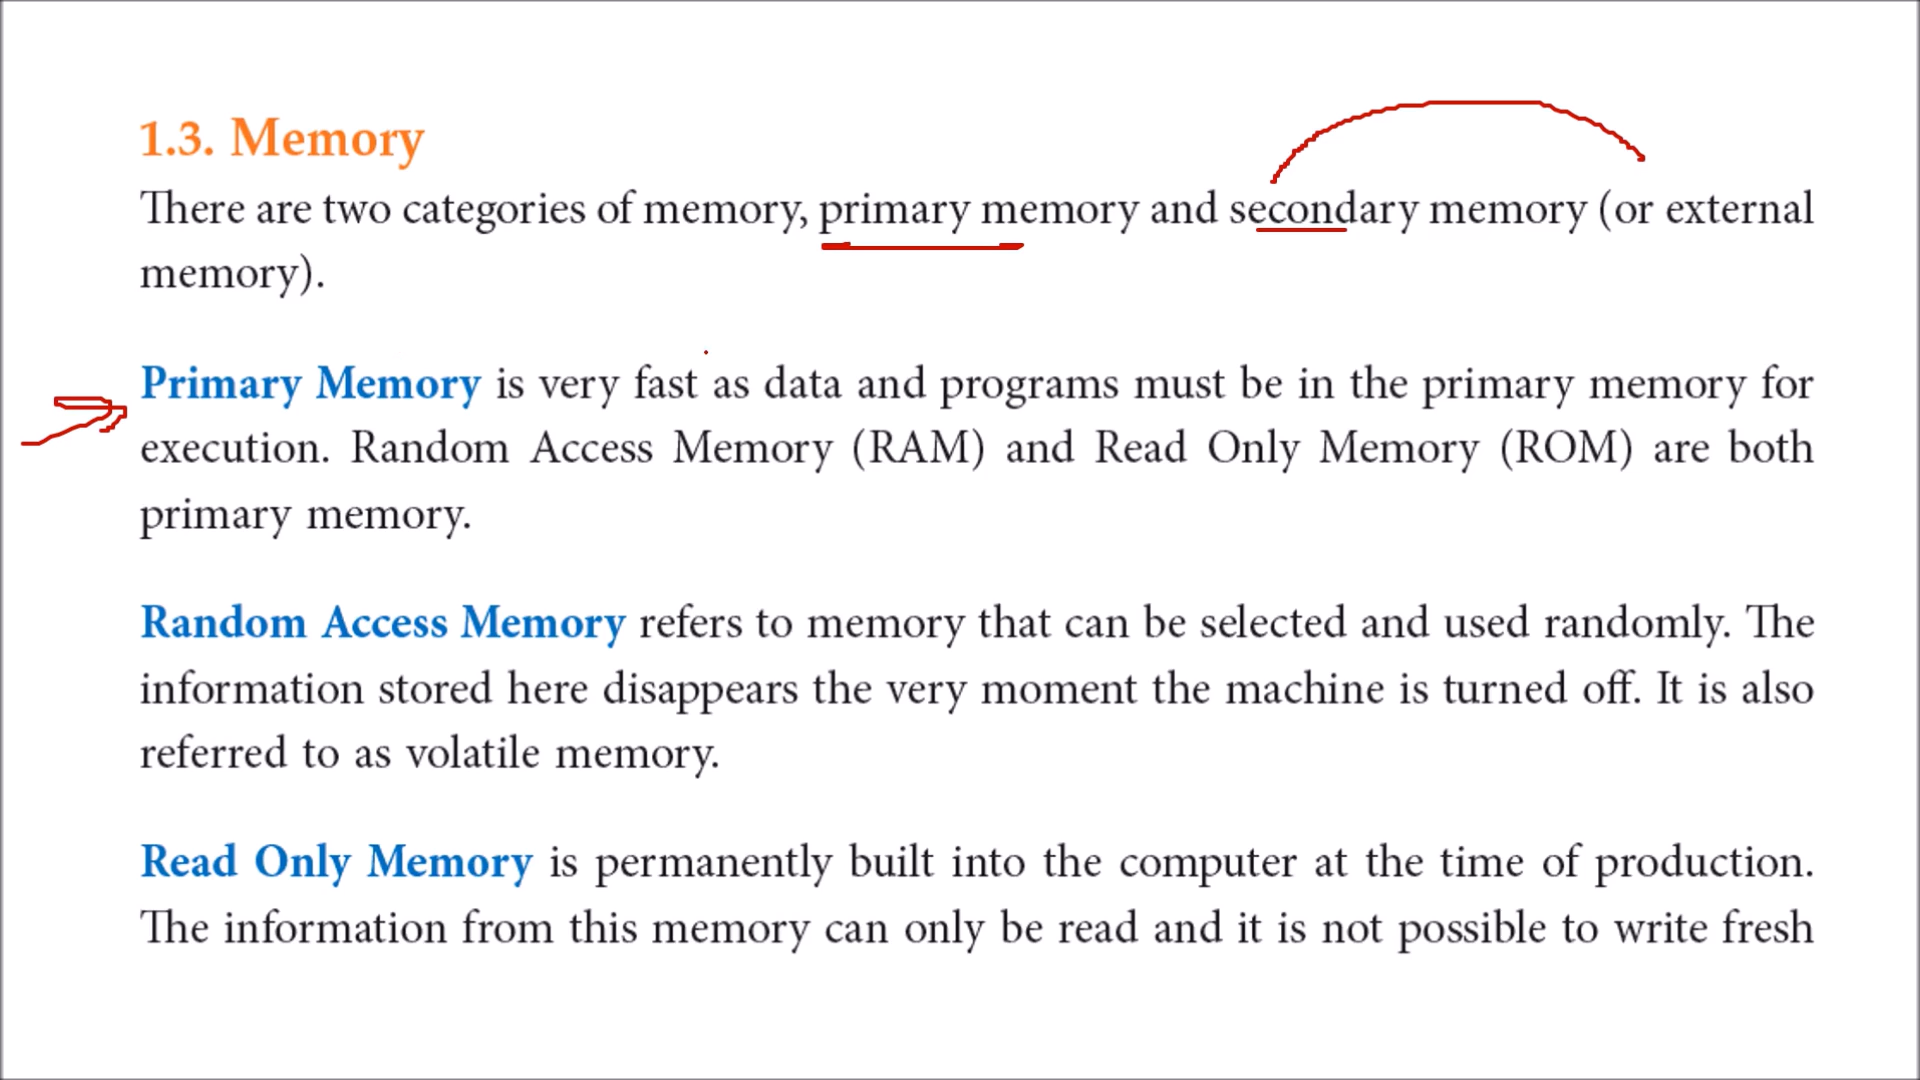 1.3. Memory
There are two categories of memory, primary memory and secondary memory (or external
memory).
Primary Memory is very fast as data and programs must be in the primary memory for
execution. Random Access Memory (RAM) and Read Only Memory (ROM) are both
primary memory.
Random Access Memory refers to memory that can be selected and used randomly. The
information stored here disappears the very moment the machine is turned off. It is also
referred to as volatile memory.
Read Only Memory is permanently built into the computer at the time of production.
The information from this memory can only be read and it is not possible to write fresh